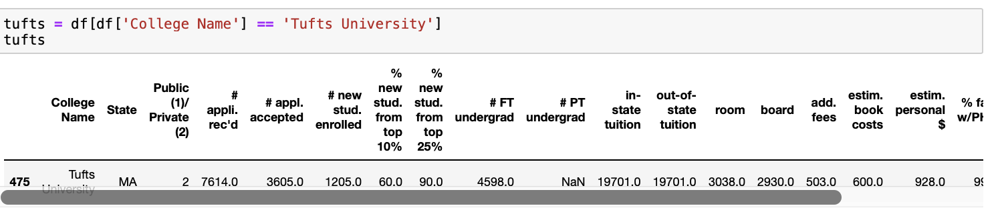 tufts = df[df['College Name'] == 'Tufts University']
tufts
College Name State Public (1)/ Private (2) # appli. rec'd # appl. accepted # new stud. enrolled % new stud. from top 10% % new stud. from top 25% # FT undergrad # PT undergrad in-state tuition out-of-state tuition room board add. fees estim. book costs estim. personal $ %
475 Tufts University MA 2 7614.0 3605.0 1205.0 60.0 90.0 4598.0 NaN 19701.0 19701.0 3038.0 2930.0 503.0 600.0 928.0